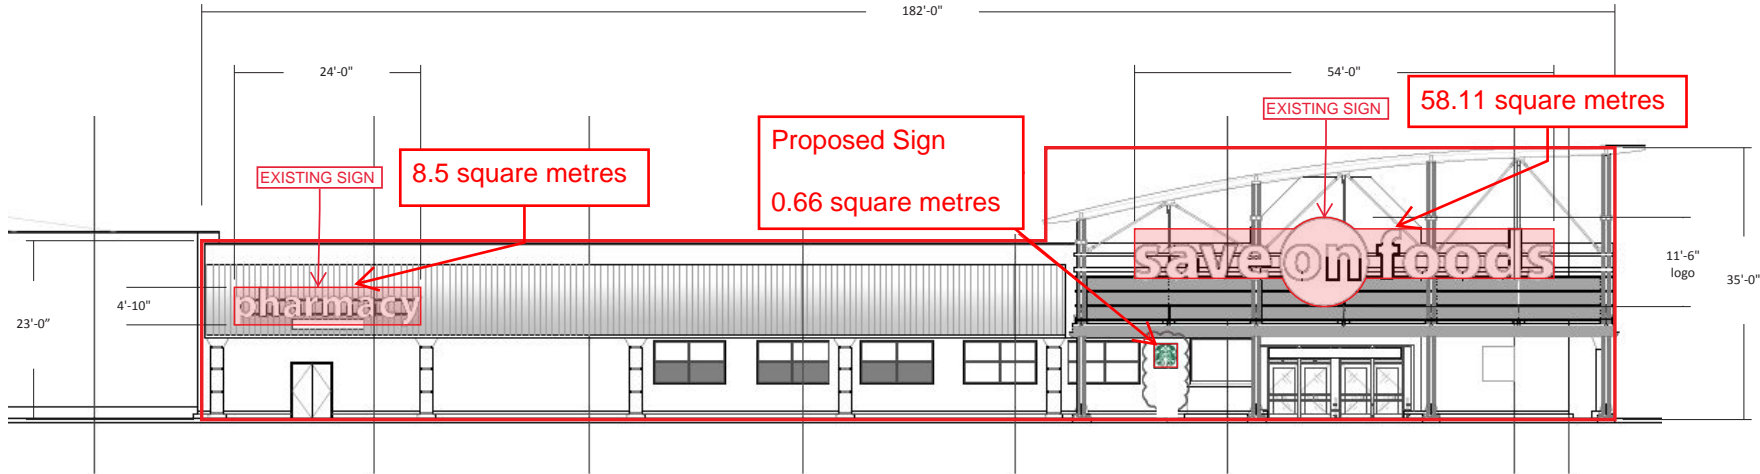 182'-0"
24'-0"
54'-0"
EXISTING SIGN
58.11 square metres
Proposed Sign
0.66 square metres
EXISTING SIGN
8.5 square metres
save on foods
11'-6"
logo
35'-0"
4'-10"
pharmacy
23'-0"